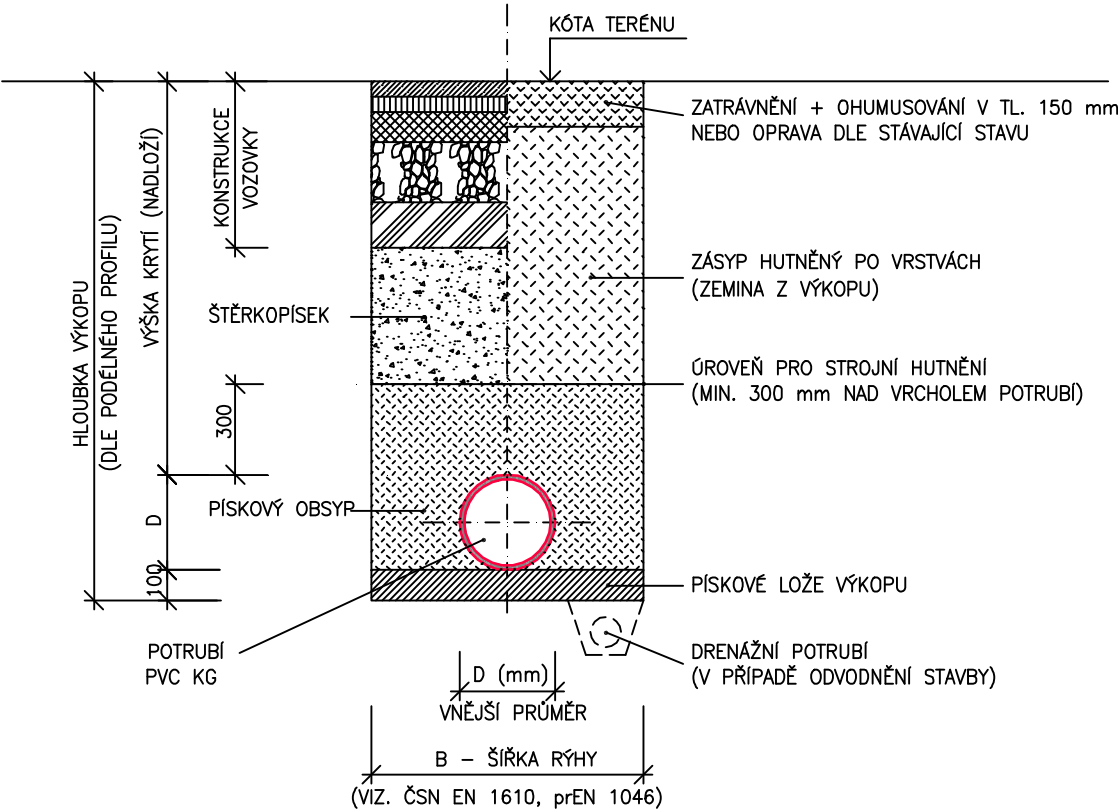 KÓTA TERÉNU
ZATRÁVNĚNÍ + OHUMUSOVÁNÍ V TL. 150 mm
NEBO OPRAVA DLE STÁVAJÍCÍ STAVU
HLOUBKA VÝKOPU
(DLE PODÉLNÉHO PROFILU)
VÝŠKA KRYTÍ (NADLOŽÍ)
KONSTRUKCE
VOZOVKY
ZÁSYP HUTNĚNÝ PO VRSTVÁCH
(ZEMINA Z VÝKOPU)
ŠTĚRKOPÍSEK
ÚROVEŇ PRO STROJNÍ HUTNĚNÍ
(MIN. 300 mm NAD VRCHOLEM POTRUBÍ)
300
PÍSKOVÝ OBSYP
D
100
PÍSKOVÉ LOŽE VÝKOPU
POTRUBÍ
PVC KG
DRENÁŽNÍ POTRUBÍ
(V PŘÍPADĚ ODVODNĚNÍ STAVBY)
D (mm)
VNĚJŠÍ PRŮMĚR
B – ŠÍŘKA RÝHY
(VIZ. ČSN EN 1610, prEN 1046)